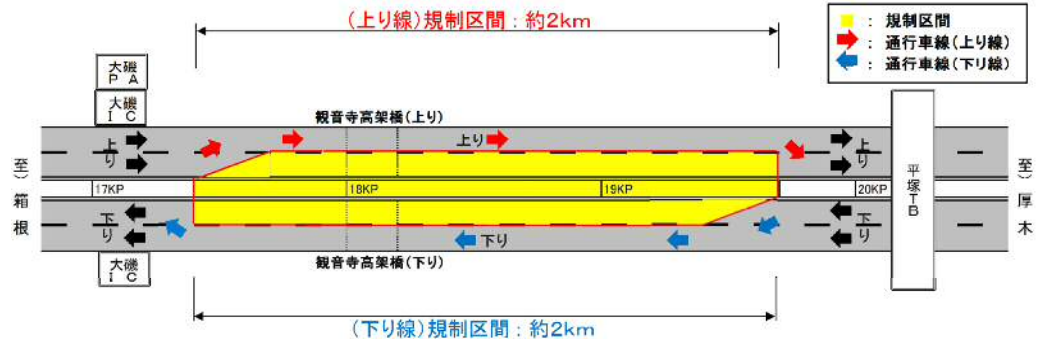 (上り線)規制区間：約2km
： 規制区間
： 通行車線(上り線)
： 通行車線(下り線)
大磯
P A
大磯
I C
観音寺高架橋(上り)
上り
上り
上り
至)箱根
17KP
18KP
19KP
20KP
平塚TB
至)厚木
下り
下り
下り
大磯
I C
観音寺高架橋(下り)
(下り線)規制区間：約2km